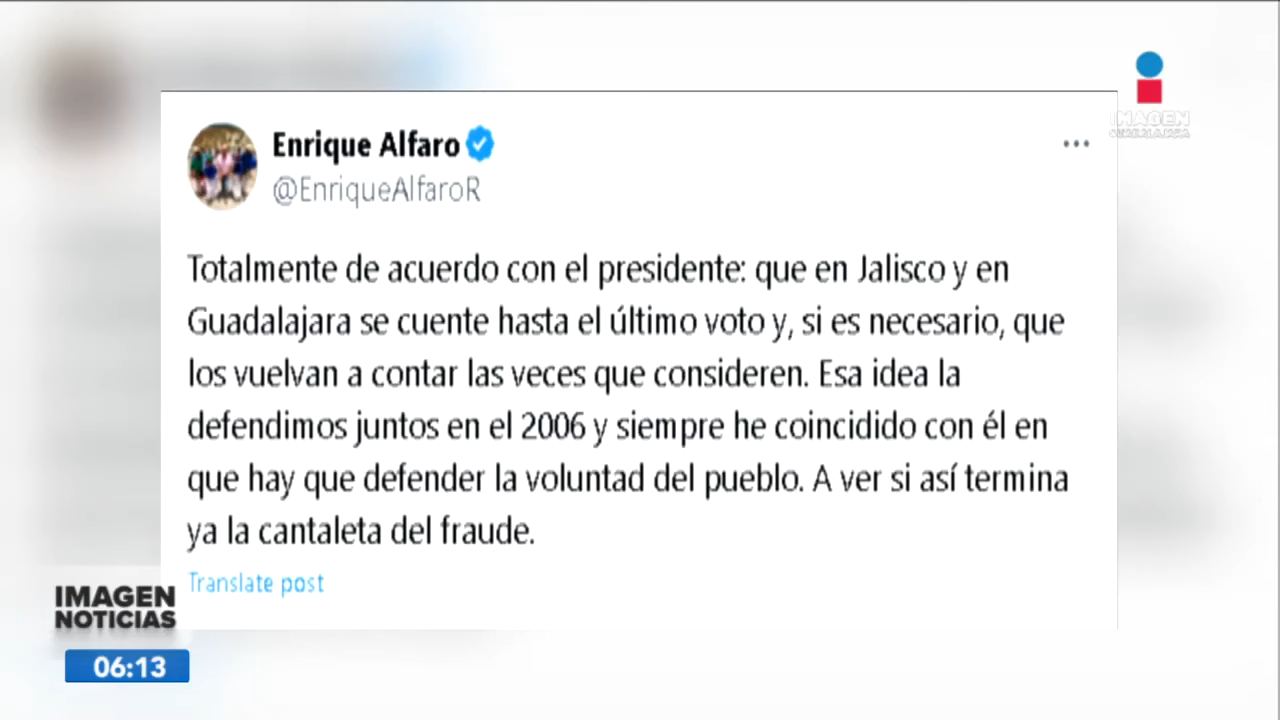 IMAGEN
Enrique Alfaro
@EnriqueAlfaroR
Totalmente de acuerdo con el presidente: que en Jalisco y en
Guadalajara se cuente hasta el último voto y, si es necesario, que
los vuelvan a contar las veces que consideren. Esa idea la
defendimos juntos en el 2006 y siempre he coincidido con él en
que hay que defender la voluntad del pueblo. A ver si así termina
ya la cantaleta del fraude.
Translate post
IMAGEN
NOTICIAS
06:13